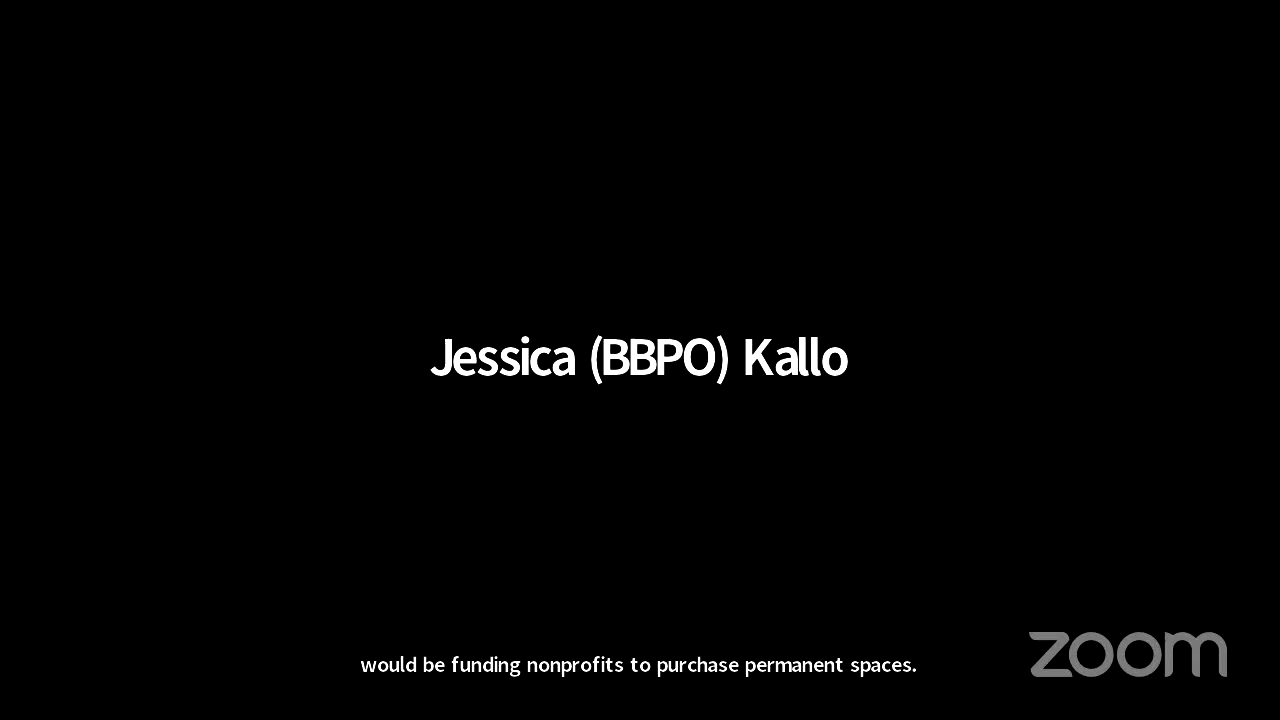 Jessica (BBPO) Kallo
would be funding nonprofits to purchase permanent spaces.
zoom